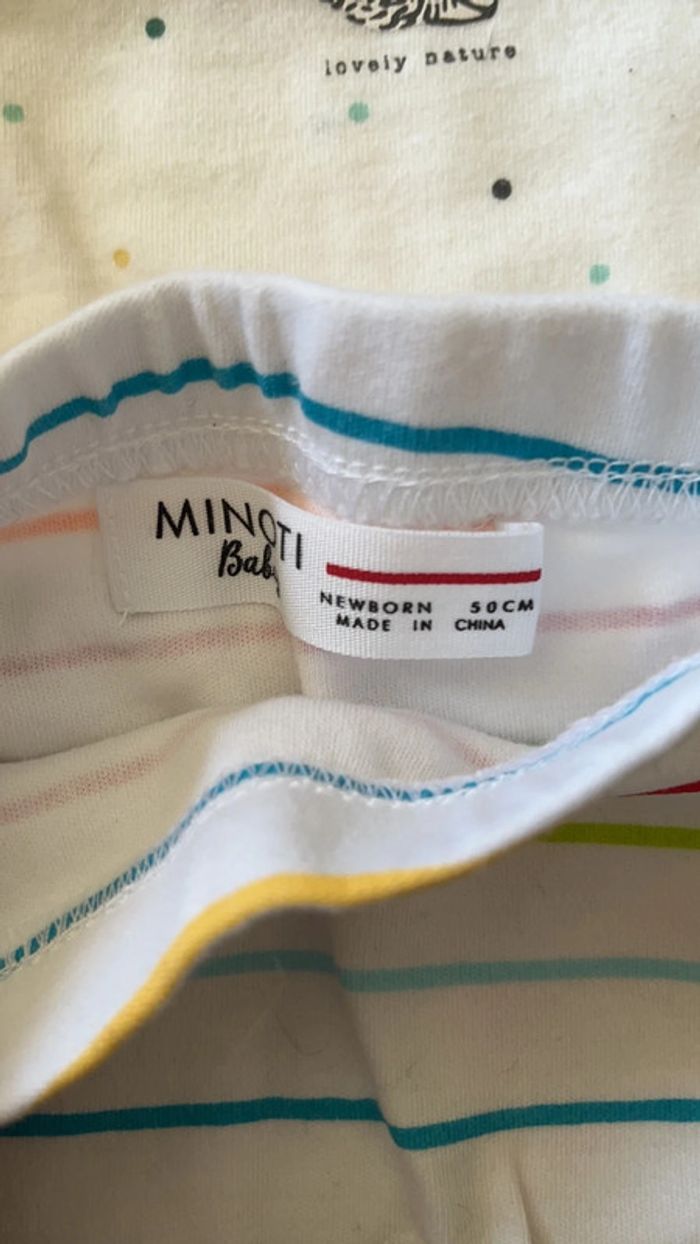 lovely nature
MINOTI
Baby
NEWBORN 50CM
MADE IN CHINA